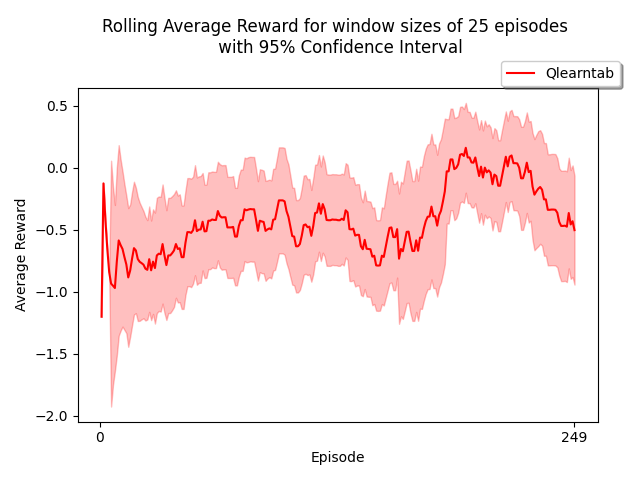 Rolling Average Reward for window sizes of 25 episodes
with 95% Confidence Interval
Qlearntab
0.5
0.0
−0.5
−1.0
−1.5
−2.0
Average Reward
0
249
Episode